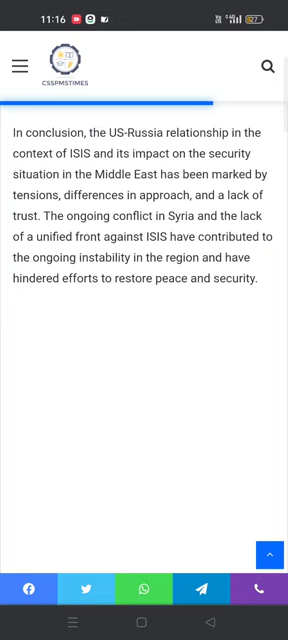 11:16
CSSPMSTIMES
In conclusion, the US-Russia relationship in the
context of ISIS and its impact on the security
situation in the Middle East has been marked by
tensions, differences in approach, and a lack of
trust. The ongoing conflict in Syria and the lack
of a unified front against ISIS have contributed to
the ongoing instability in the region and have
hindered efforts to restore peace and security.